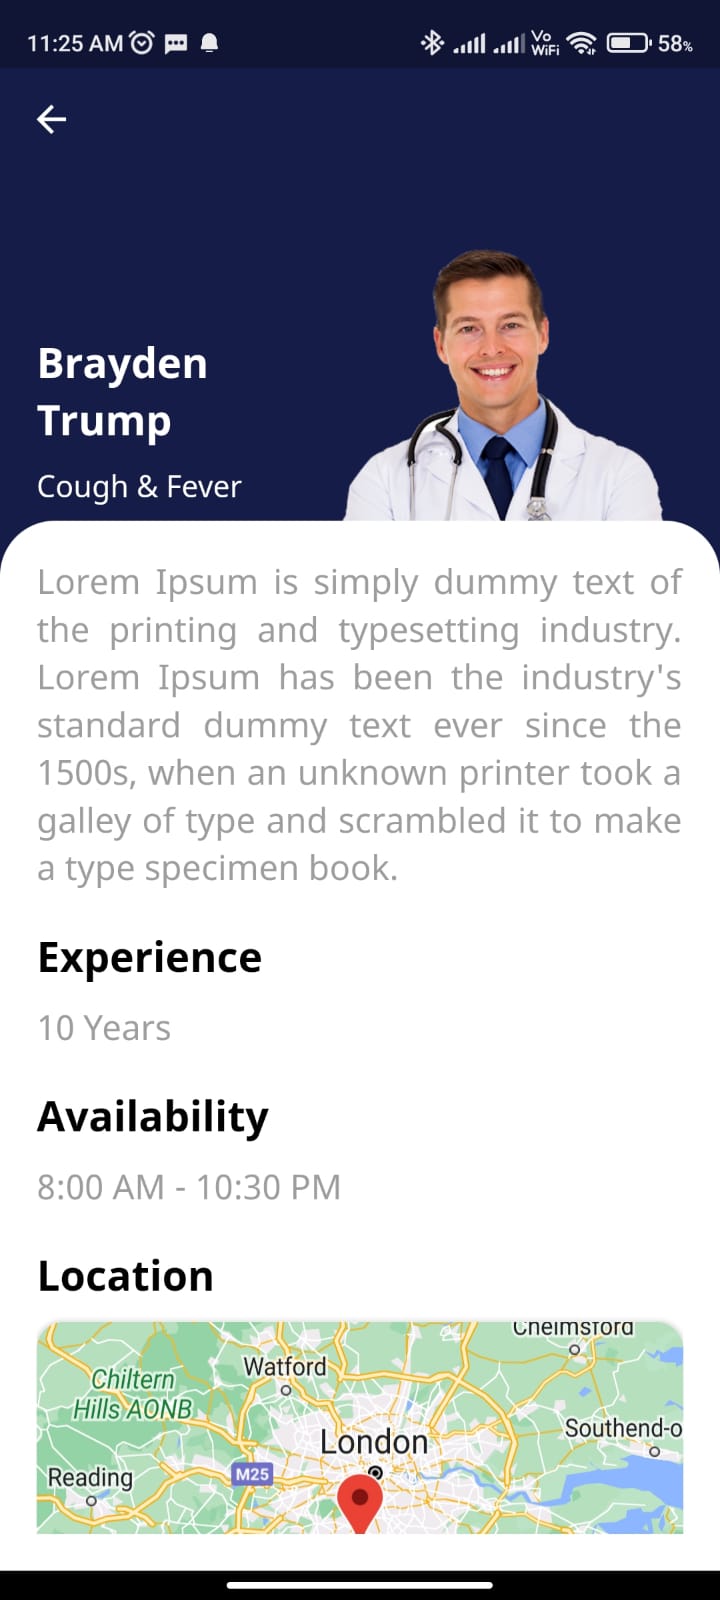 11:25 AM
Vo
WiFi
58%
Brayden
Trump
Cough & Fever
Lorem Ipsum is simply dummy text of
the printing and typesetting industry.
Lorem Ipsum has been the industry's
standard dummy text ever since the
1500s, when an unknown printer took a
galley of type and scrambled it to make
a type specimen book.
Experience
10 Years
Availability
8:00 AM - 10:30 PM
Location
Chelmsford
Watford
Chiltern
Hills AONB
Southend-o
London
Reading
M25